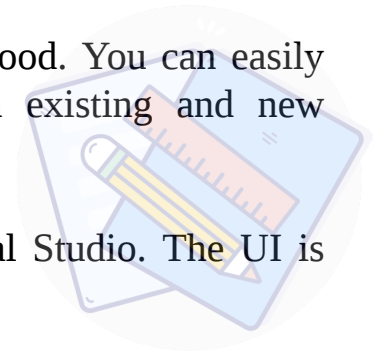 ood. You can easily
existing and new
al Studio. The UI is